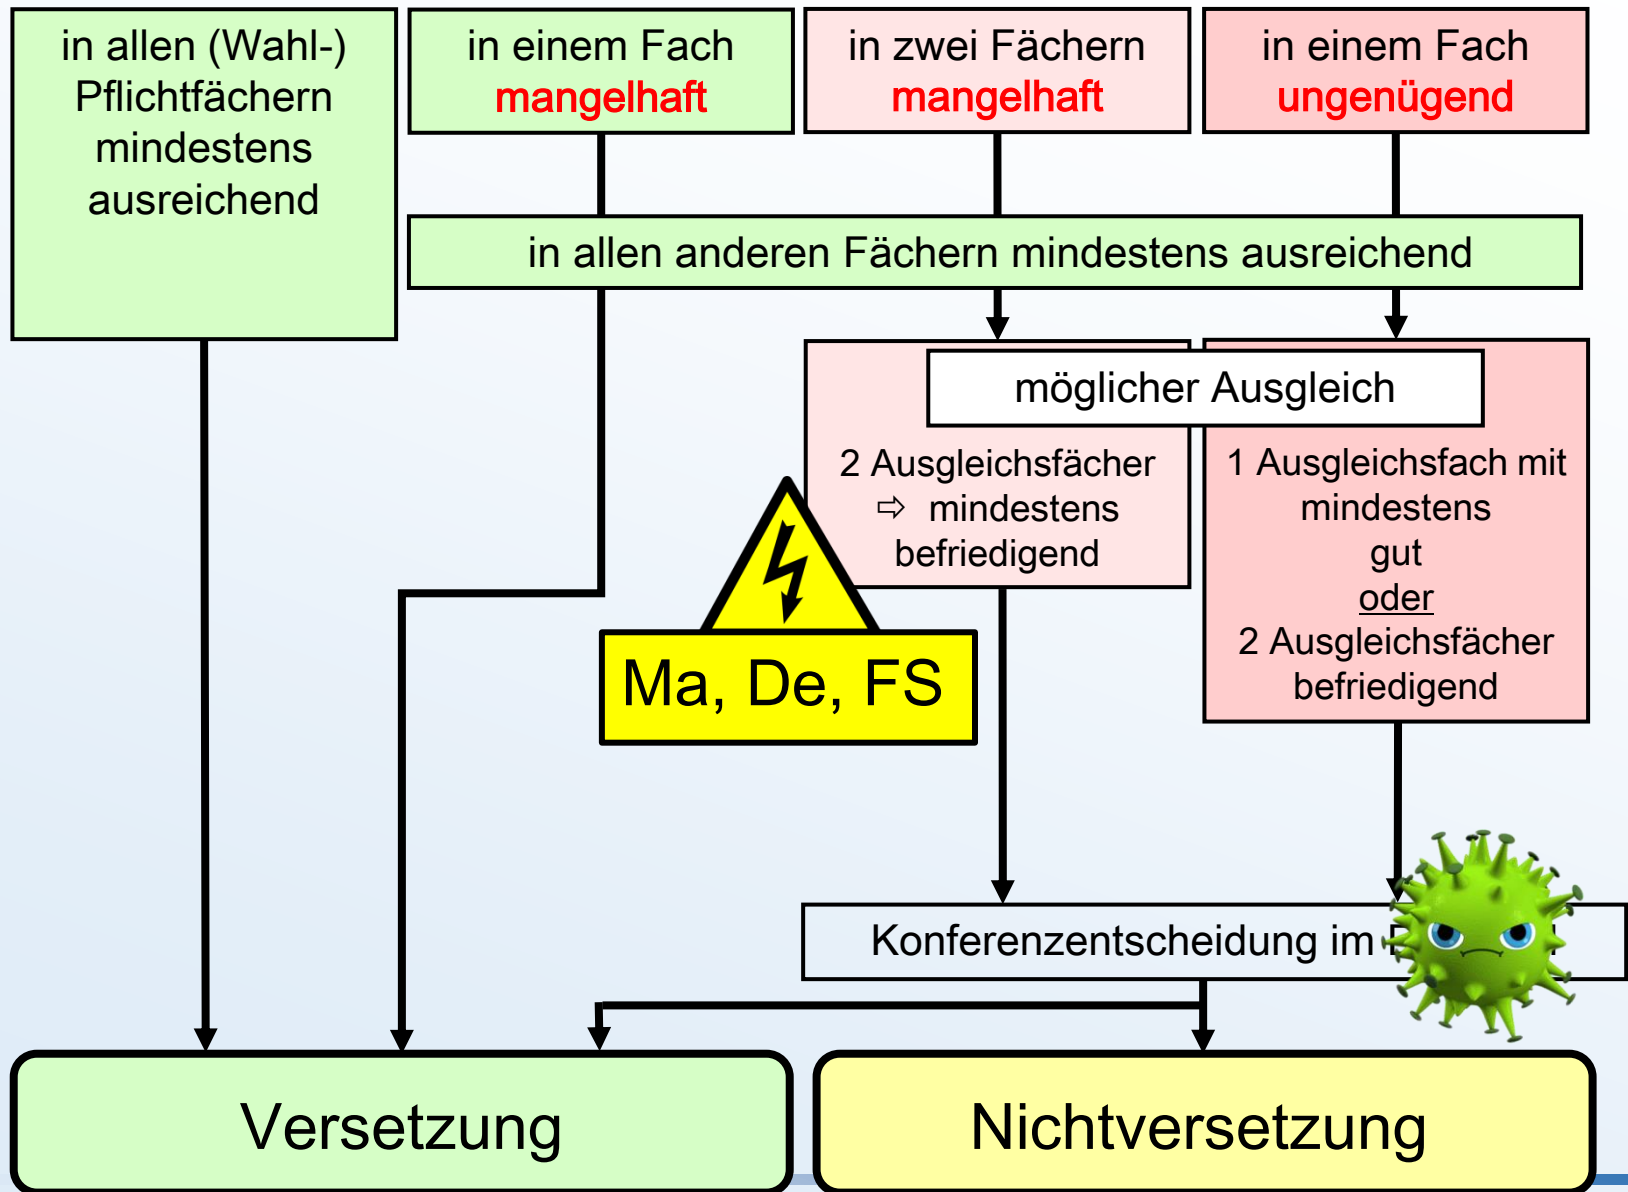 in allen (Wahl-)
Pflichtfächern
mindestens
ausreichend
in einem Fach
mangelhaft
in zwei Fächern
mangelhaft
in einem Fach
ungenügend
in allen anderen Fächern mindestens ausreichend
möglicher Ausgleich
2 Ausgleichsfächer
⇨ mindestens
befriedigend
1 Ausgleichsfach mit
mindestens
gut
oder
2 Ausgleichsfächer
befriedigend
Ma, De, FS
Konferenzentscheidung im
Versetzung
Nichtversetzung